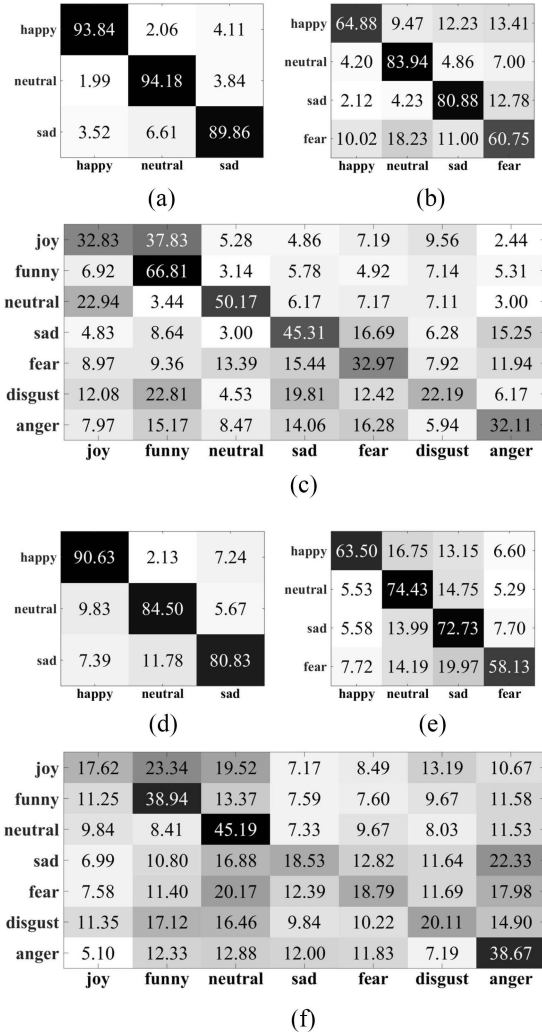 happy 93.84 2.06 4.11
neutral 1.99 94.18 3.84
sad 3.52 6.61 89.86
happy neutral sad
(a)
happy 64.88 9.47 12.23 13.41
neutral 4.20 83.94 4.86 7.00
sad 2.12 4.23 80.88 12.78
fear 10.02 18.23 11.00 60.75
happy neutral sad fear
(b)
joy 32.83 37.83 5.28 4.86 7.19 9.56 2.44
funny 6.92 66.81 3.14 5.78 4.92 7.14 5.31
neutral 22.94 3.44 50.17 6.17 7.17 7.11 3.00
sad 4.83 8.64 3.00 45.31 16.69 6.28 15.25
fear 8.97 9.36 13.39 15.44 32.97 7.92 11.94
disgust 12.08 22.81 4.53 19.81 12.42 22.19 6.17
anger 7.97 15.17 8.47 14.06 16.28 5.94 32.11
joy funny neutral sad fear disgust anger
(c)
happy 90.63 2.13 7.24
neutral 9.83 84.50 5.67
sad 7.39 11.78 80.83
happy neutral sad
(d)
happy 63.50 16.75 13.15 6.60
neutral 5.53 74.43 14.75 5.29
sad 5.58 13.99 72.73 7.70
fear 7.72 14.19 19.97 58.13
happy neutral sad fear
(e)
joy 17.62 23.34 19.52 7.17 8.49 13.19 10.67
funny 11.25 38.94 13.37 7.59 7.60 9.67 11.58
neutral 9.84 8.41 45.19 7.33 9.67 8.03 11.53
sad 6.99 10.80 16.88 18.53 12.82 11.64 22.33
fear 7.58 11.40 20.17 12.39 18.79 11.69 17.98
disgust 11.35 17.12 16.46 9.84 10.22 20.11 14.90
anger 5.10 12.33 12.88 12.00 11.83 7.19 38.67
joy funny neutral sad fear disgust anger
(f)